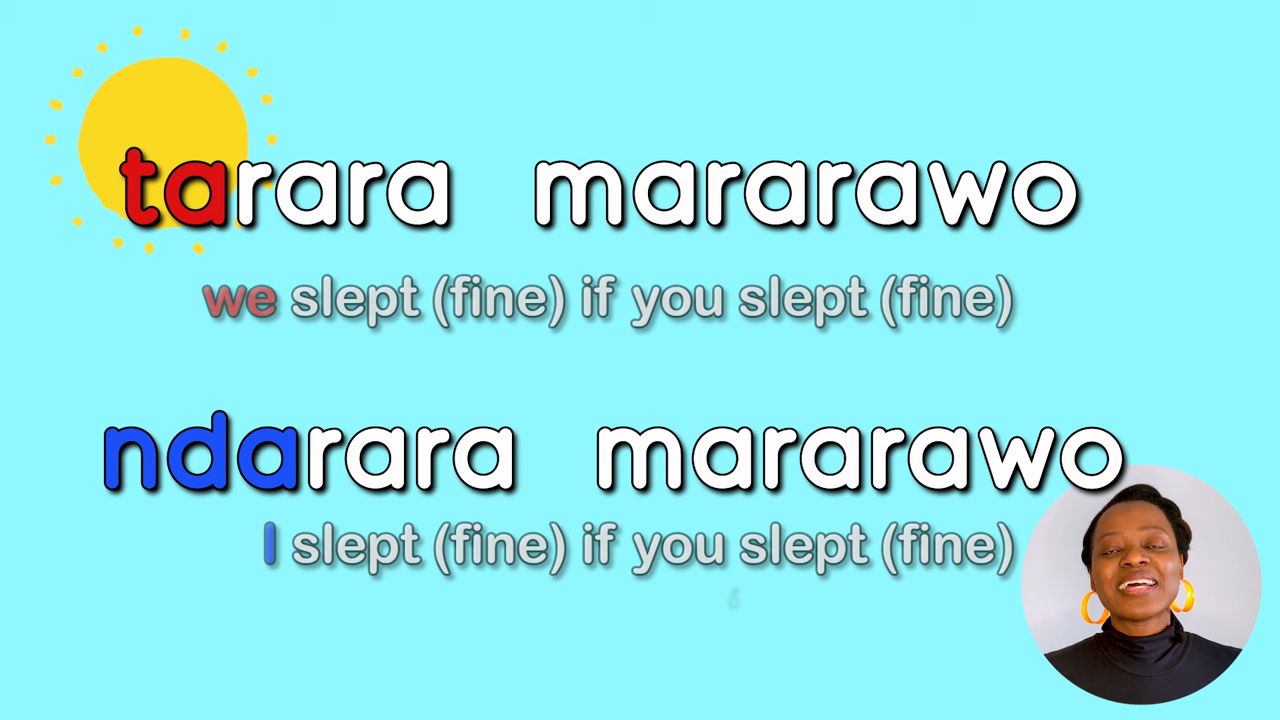 tarara mararawo
we slept (fine) if you slept (fine)
ndarara mararawo
I slept (fine) if you slept (fine)